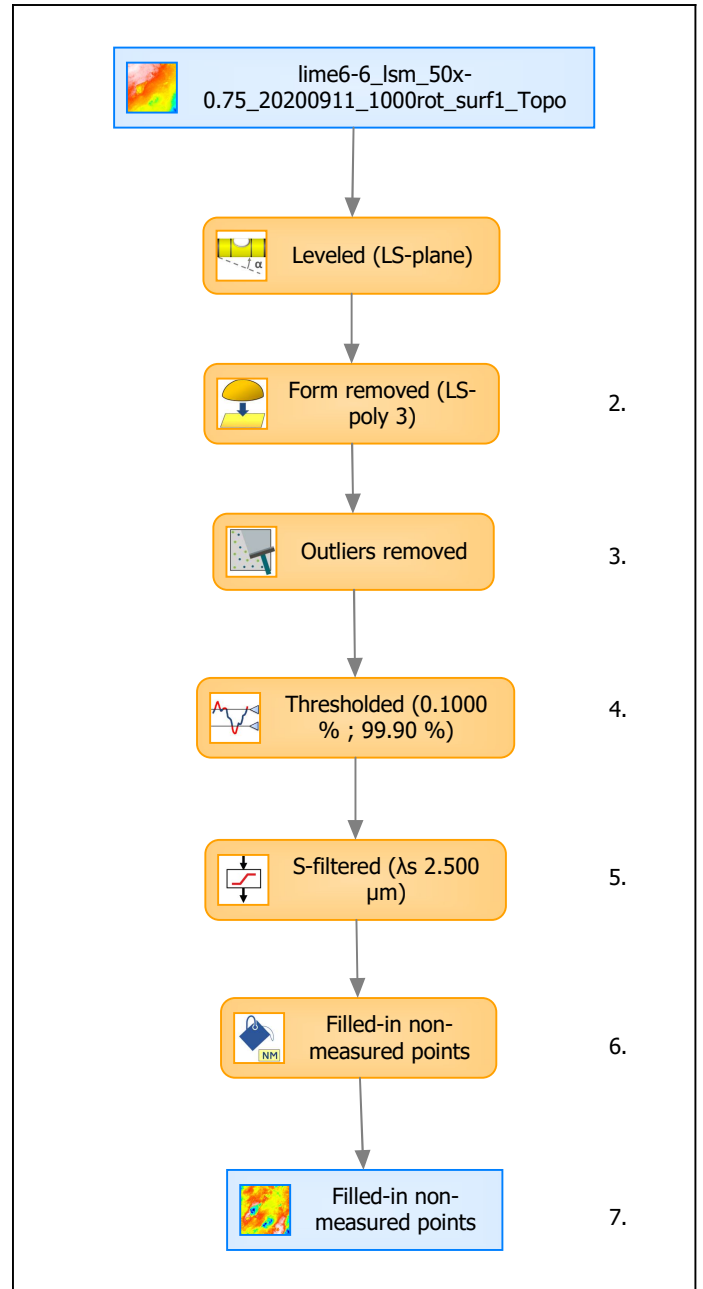 lime6-6_lsm_50x-
0.75_20200911_1000rot_surf1_Topo
α
Leveled (LS-plane)
Form removed (LS-
poly 3)
2.
Outliers removed
3.
Thresholded (0.1000
% ; 99.90 %)
4.
S-filtered (λs 2.500
µm)
5.
NM
Filled-in non-
measured points
6.
Filled-in non-
measured points
7.